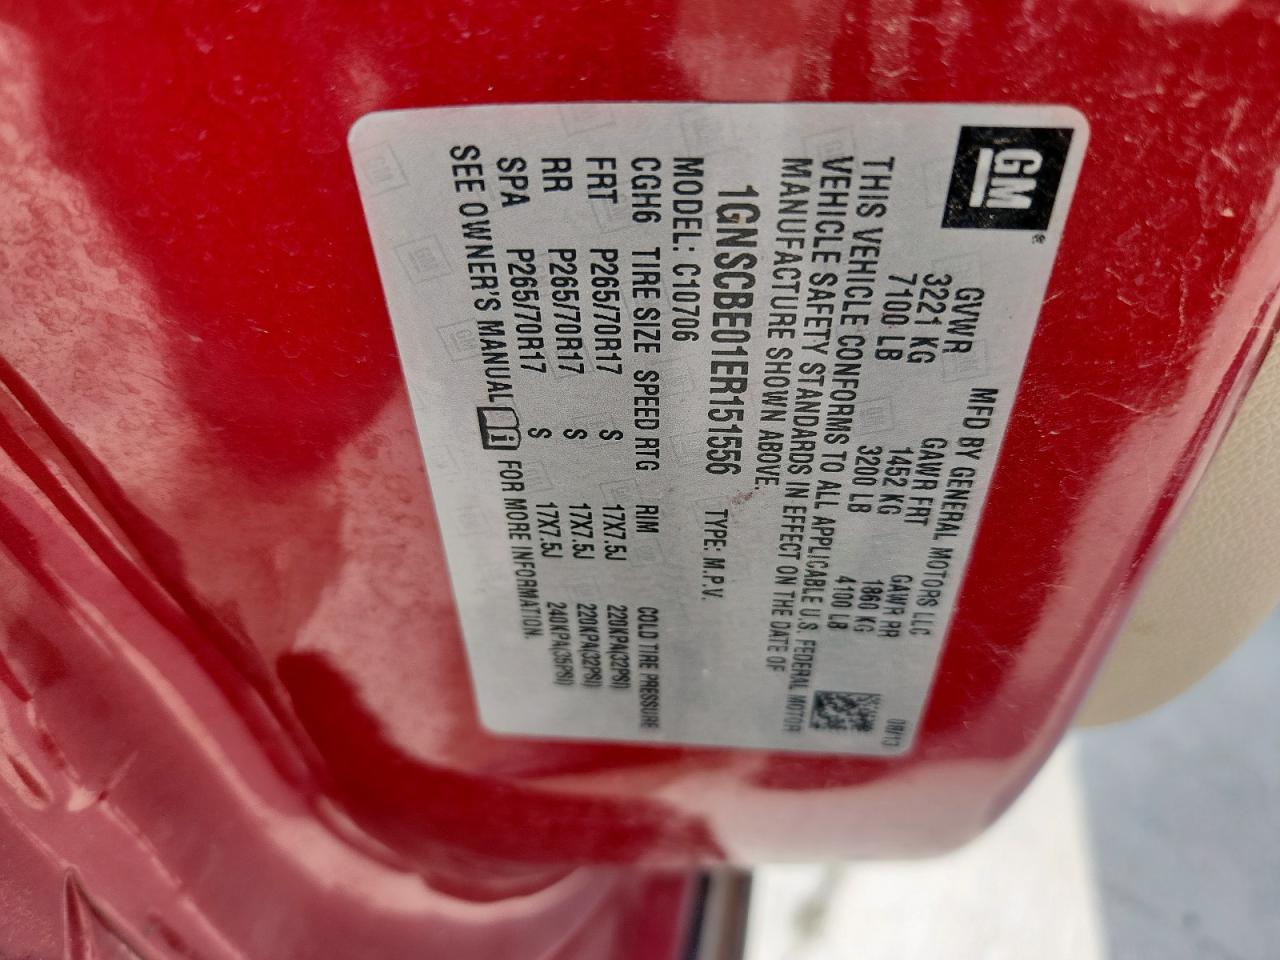 GM®
MFD BY GENERAL MOTORS LLC
GVWR GAWR FRT GAWR RR
3221 KG 1452 KG 1860 KG
7100 LB 3200 LB 4100 LB
THIS VEHICLE CONFORMS TO ALL APPLICABLE U.S. FEDERAL MOTOR
VEHICLE SAFETY STANDARDS IN EFFECT ON THE DATE OF
MANUFACTURE SHOWN ABOVE.
1GNSCBE01ER151556 TYPE: M.P.V.
MODEL: C10706
CGH6 TIRE SIZE SPEED RTG RIM COLD TIRE PRESSURE
FRT P265/70R17 S 17X7.5J 220KPA(32PSI)
RR P265/70R17 S 17X7.5J 220KPA(32PSI)
SPA P265/70R17 S 17X7.5J 240KPA(35PSI)
SEE OWNER'S MANUAL FOR MORE INFORMATION.